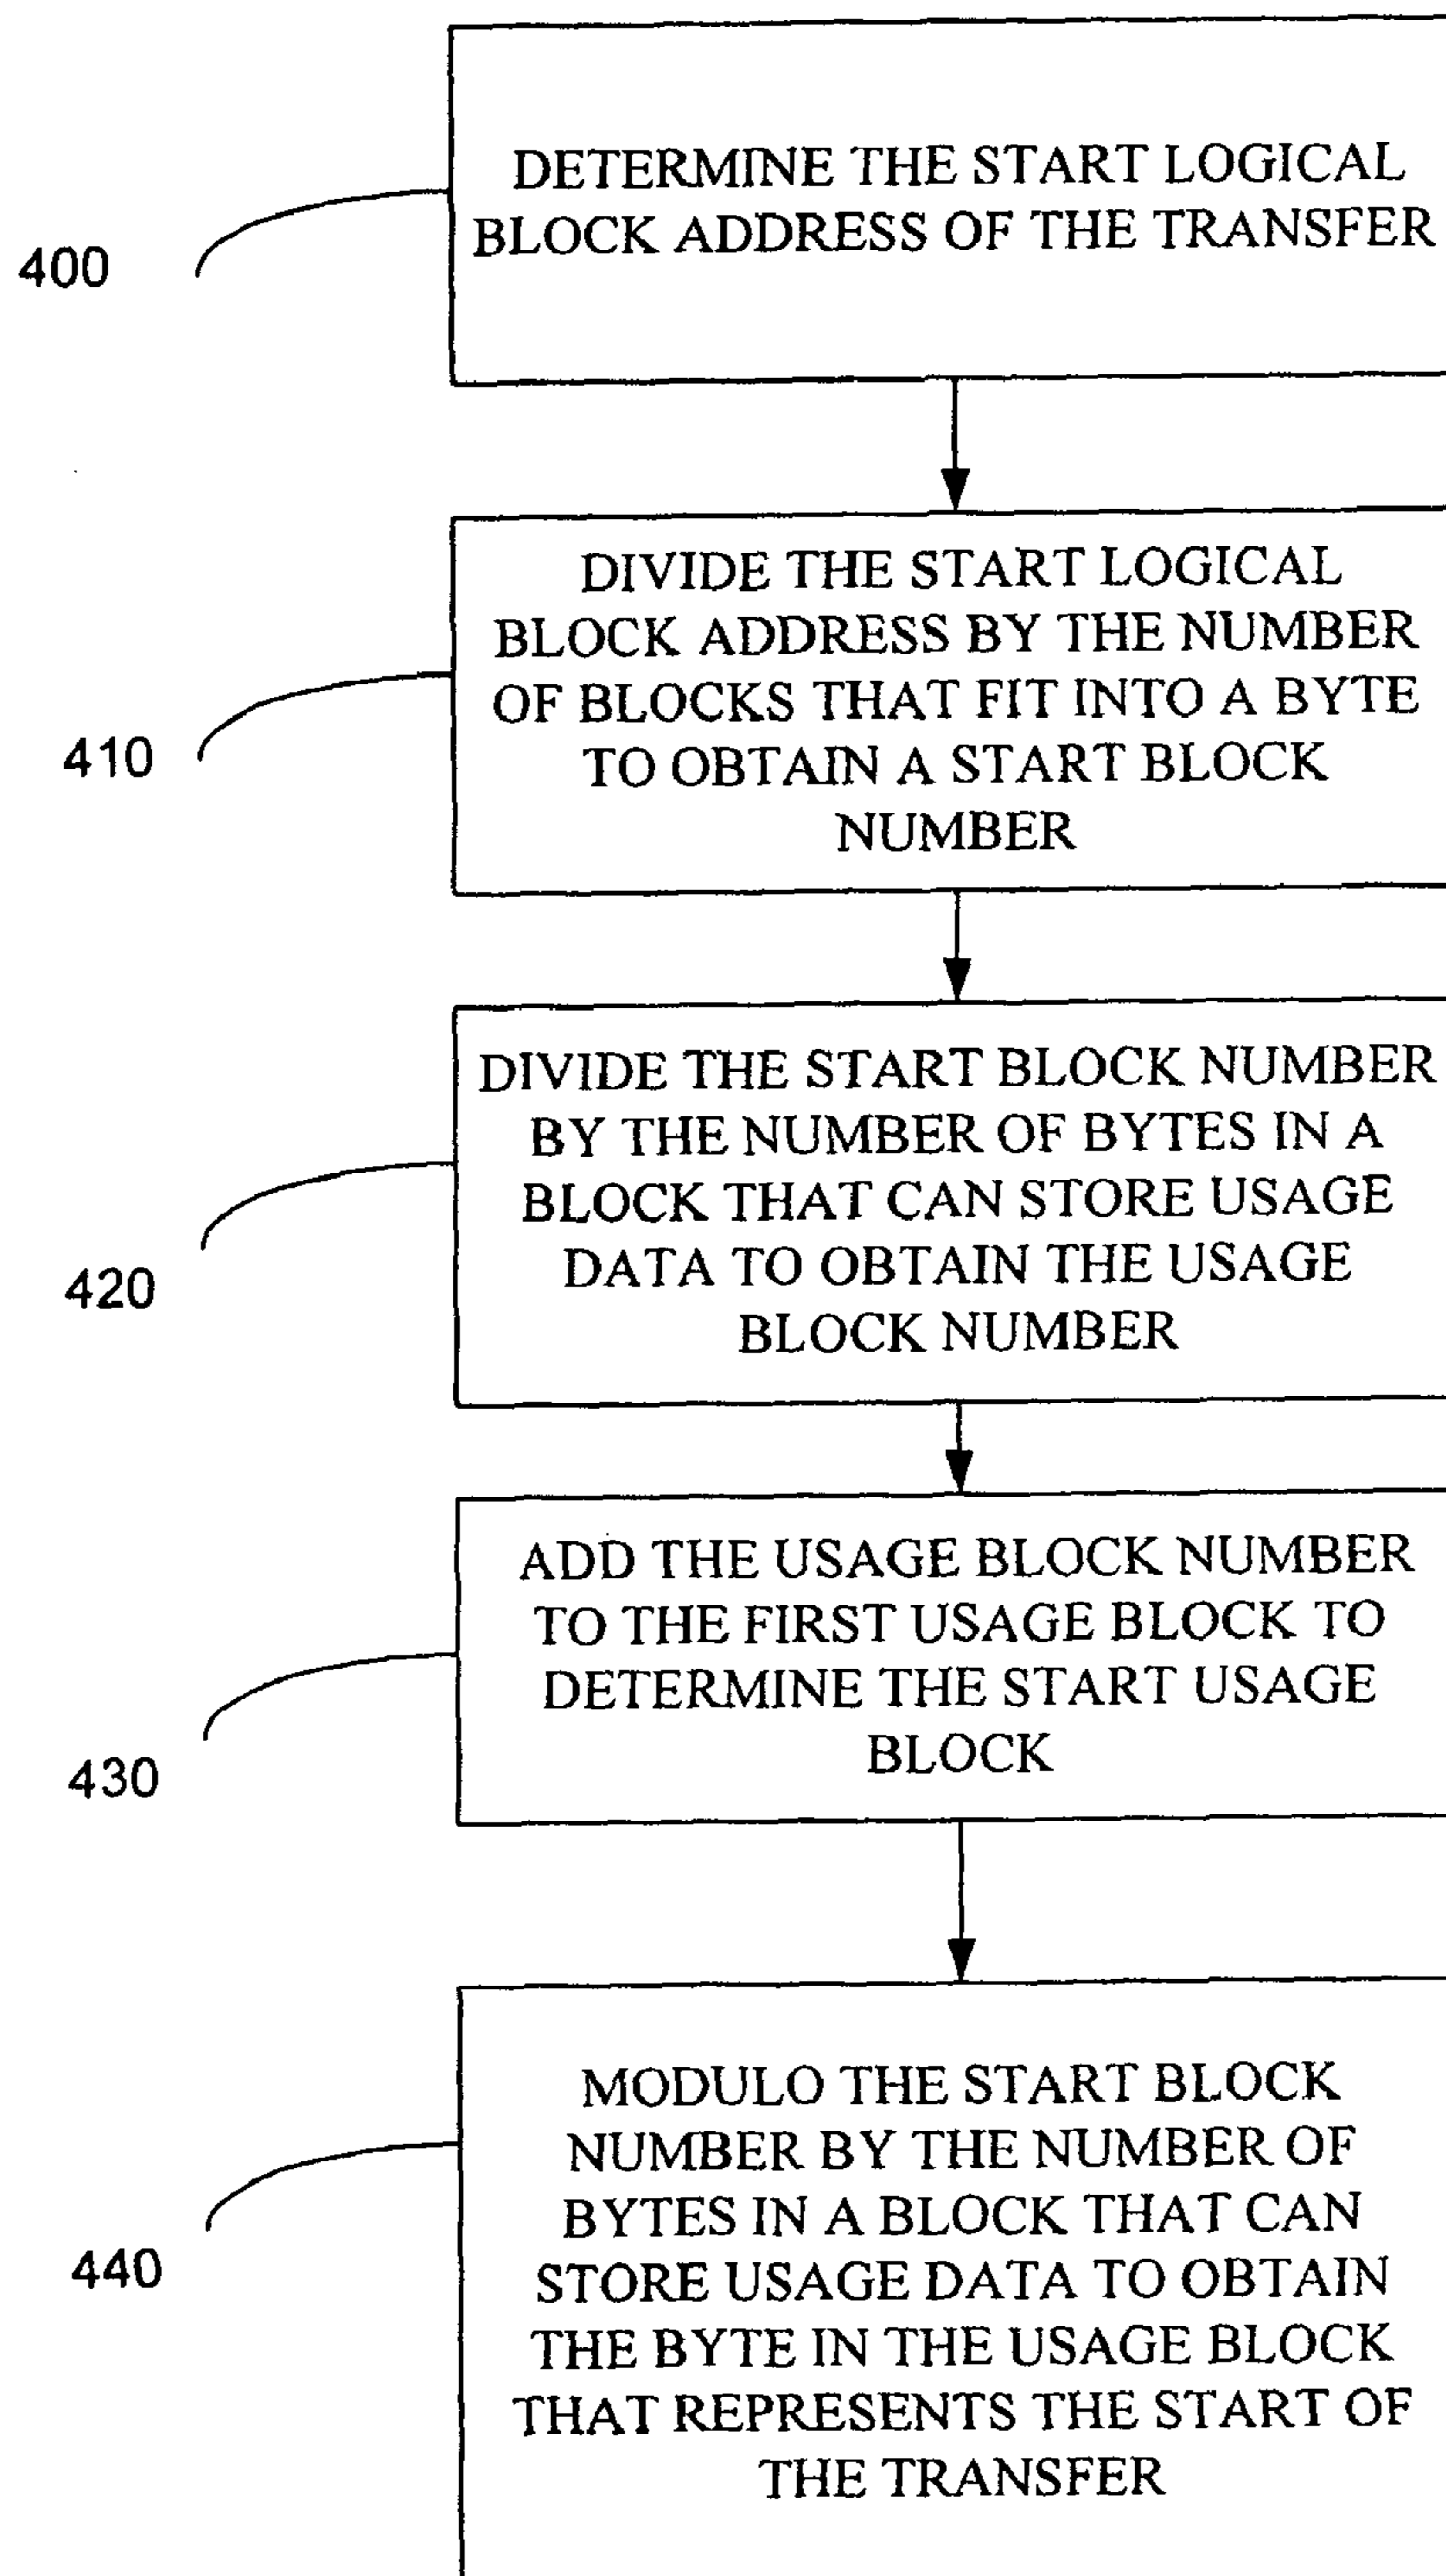 DETERMINE THE START LOGICAL
BLOCK ADDRESS OF THE TRANSFER
400
DIVIDE THE START LOGICAL
BLOCK ADDRESS BY THE NUMBER
OF BLOCKS THAT FIT INTO A BYTE
TO OBTAIN A START BLOCK
NUMBER
410
DIVIDE THE START BLOCK NUMBER
BY THE NUMBER OF BYTES IN A
BLOCK THAT CAN STORE USAGE
DATA TO OBTAIN THE USAGE
BLOCK NUMBER
420
ADD THE USAGE BLOCK NUMBER
TO THE FIRST USAGE BLOCK TO
DETERMINE THE START USAGE
BLOCK
430
MODULO THE START BLOCK
NUMBER BY THE NUMBER OF
BYTES IN A BLOCK THAT CAN
STORE USAGE DATA TO OBTAIN
THE BYTE IN THE USAGE BLOCK
THAT REPRESENTS THE START OF
THE TRANSFER
440